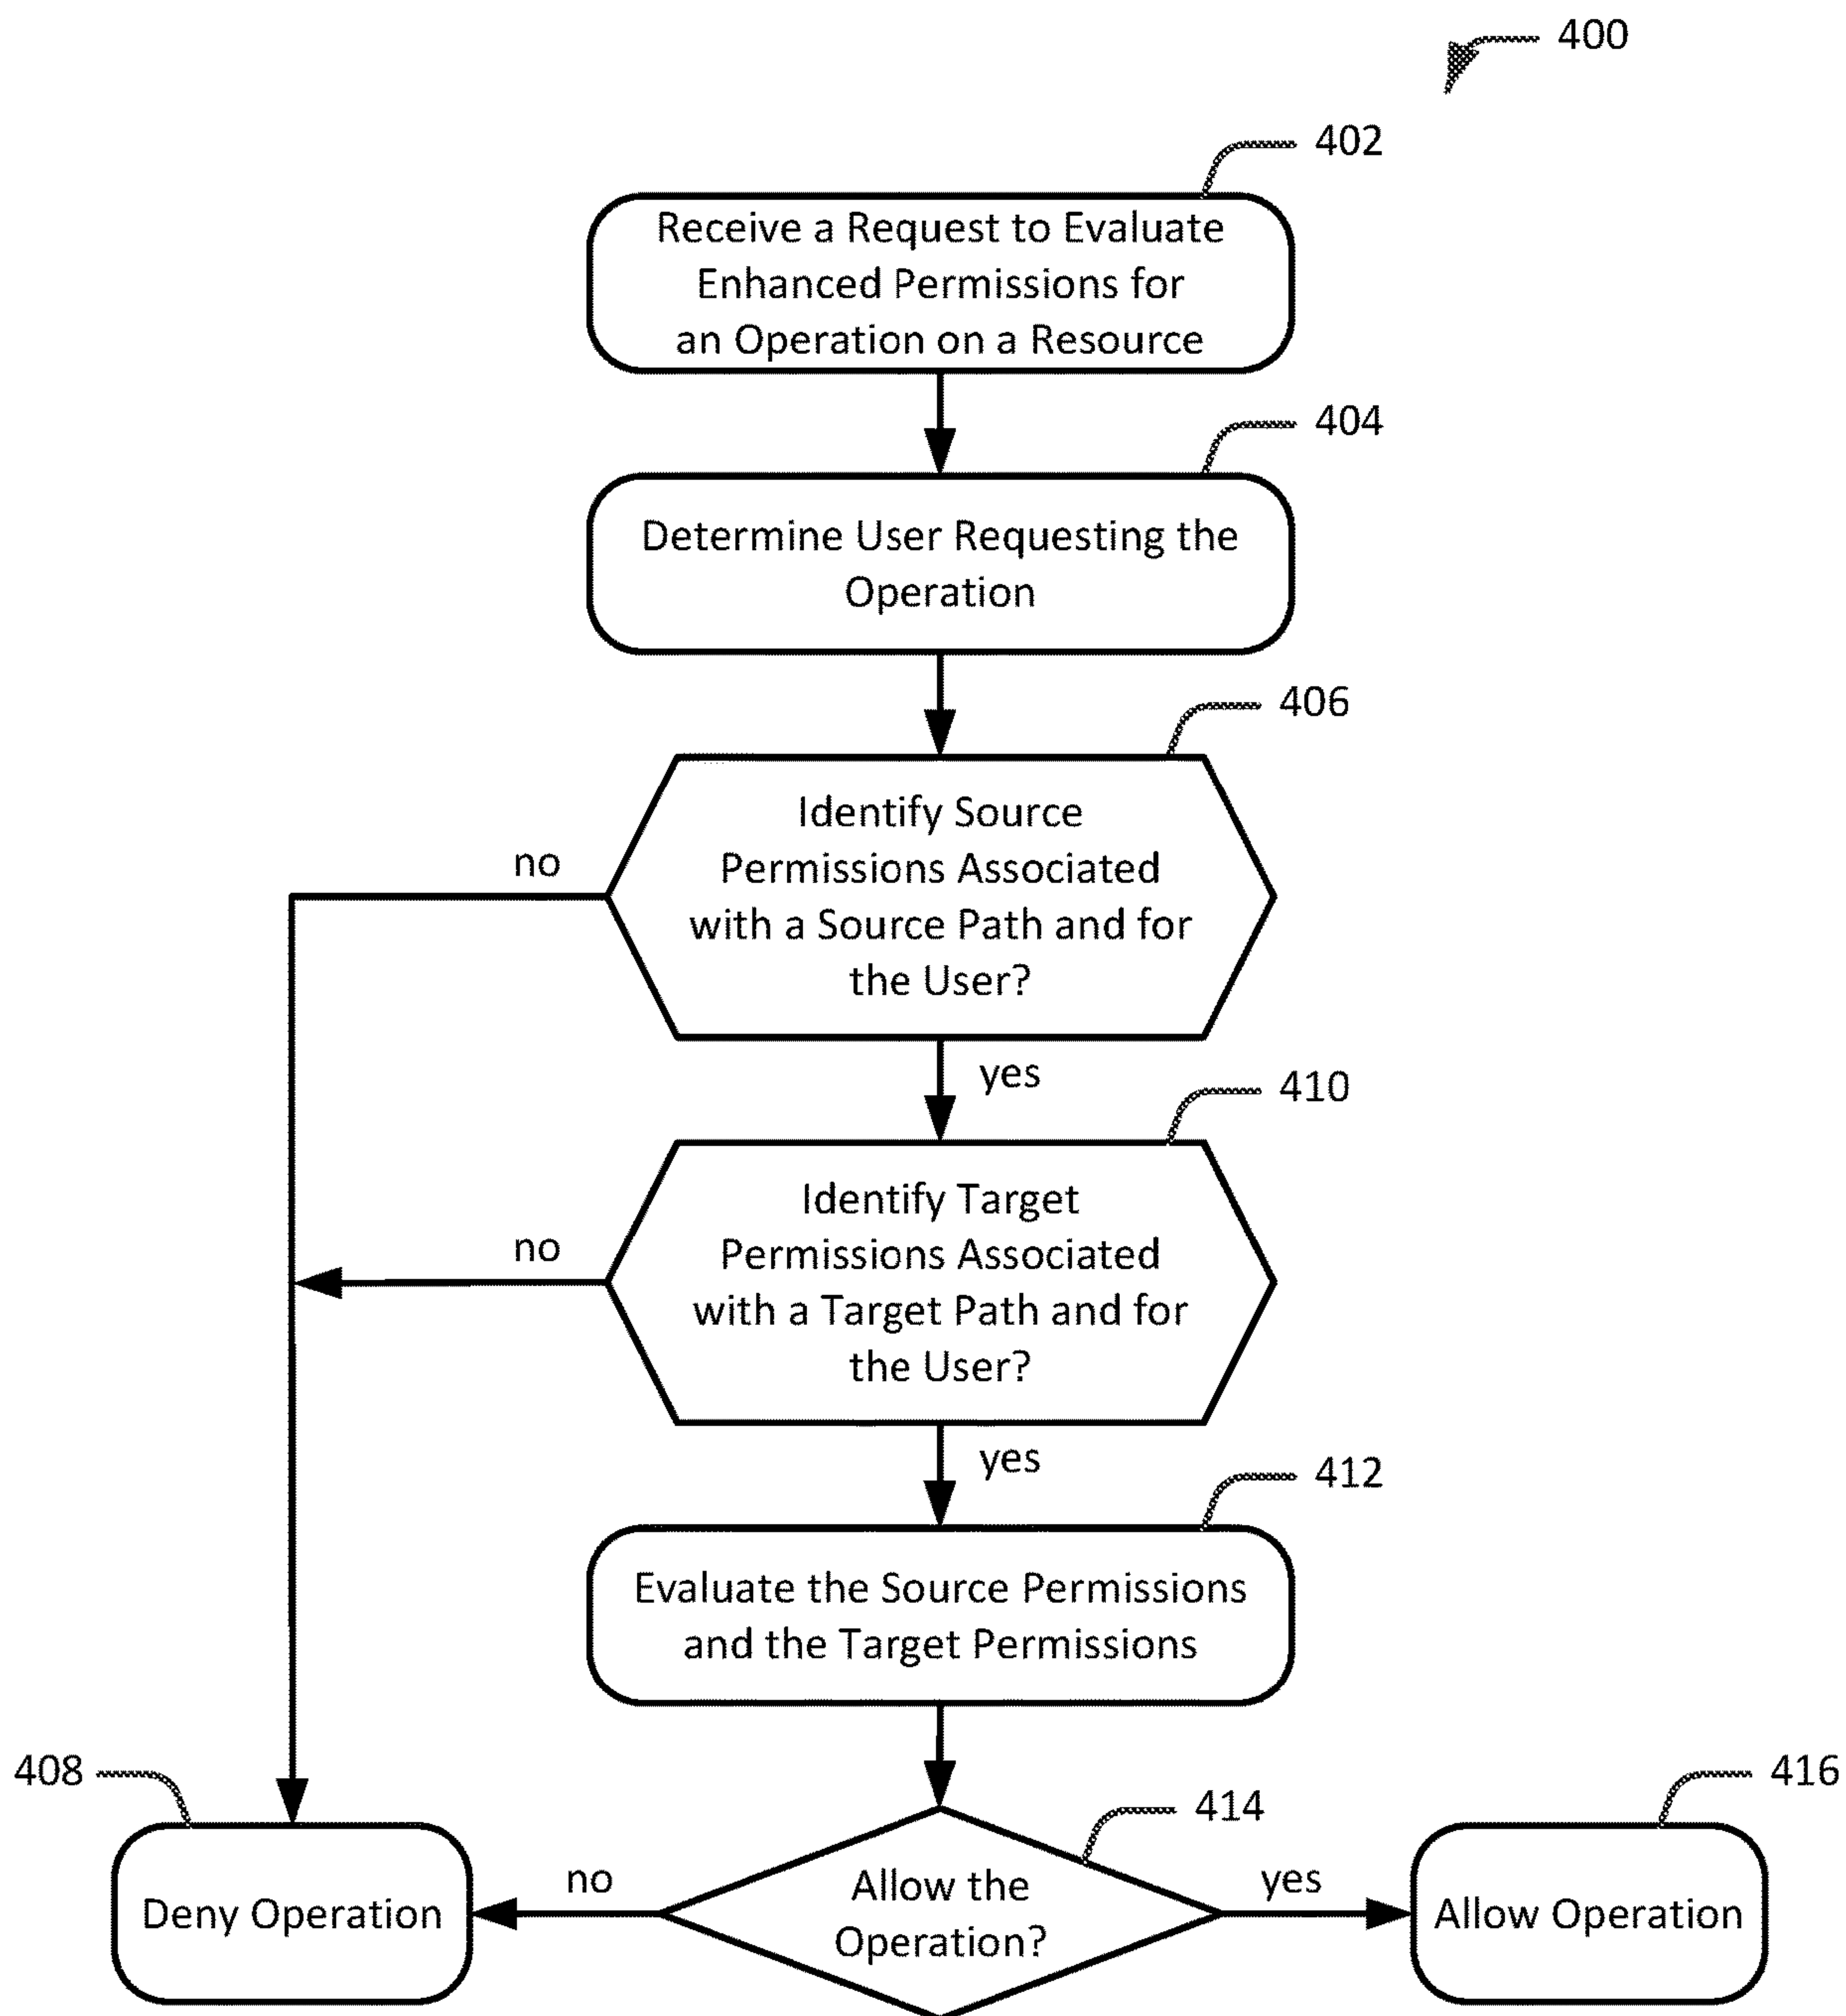 400
402
Receive a Request to Evaluate
Enhanced Permissions for
an Operation on a Resource
404
Determine User Requesting the
Operation
406
Identify Source
Permissions Associated
with a Source Path and for
the User?
no
yes
410
Identify Target
Permissions Associated
with a Target Path and for
the User?
no
yes
412
Evaluate the Source Permissions
and the Target Permissions
408
Deny Operation
no
414
Allow the
Operation?
yes
416
Allow Operation